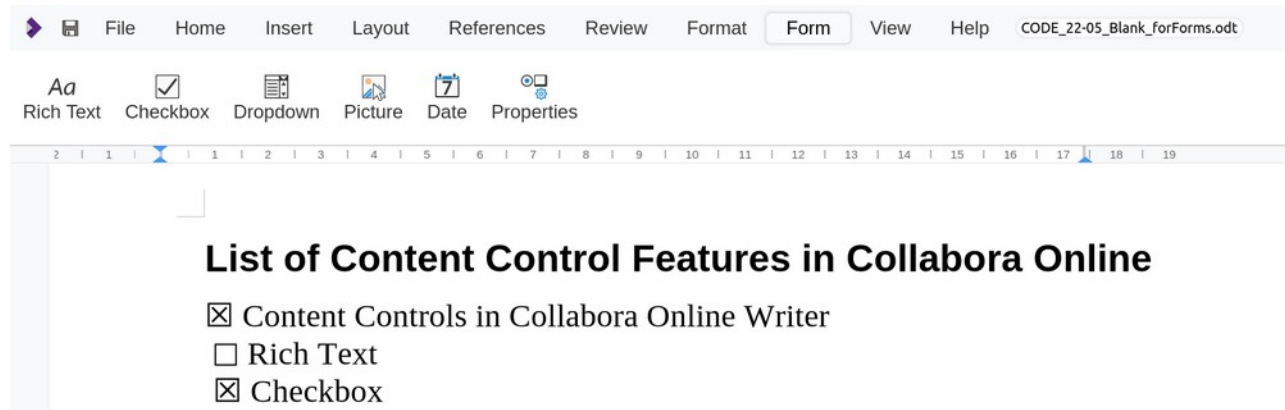 File Home Insert Layout References Review Format Form View Help CODE_22-05_Blank_forForms.odt
Aa 7
Rich Text Checkbox Dropdown Picture Date Properties
2 1 1 2 3 4 5 6 7 8 9 10 11 12 13 14 15 16 17 18 19
List of Content Control Features in Collabora Online
☒ Content Controls in Collabora Online Writer
☐ Rich Text
☒ Checkbox